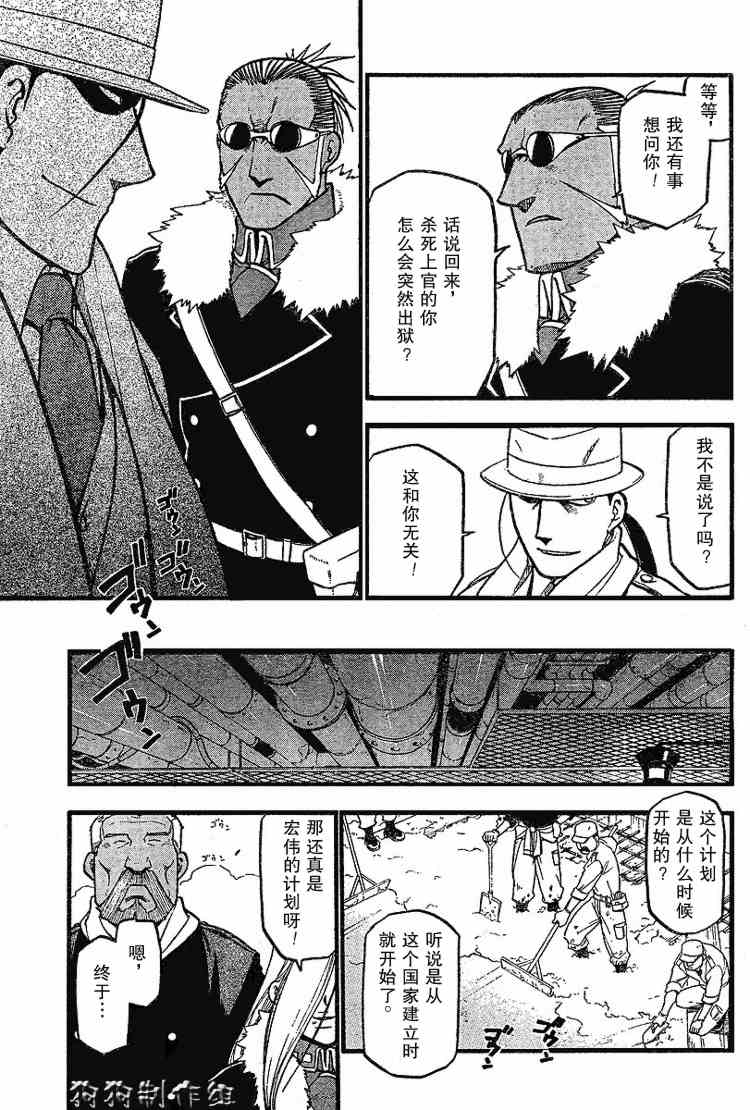 等等，
我还有事
想问你！
话说回来，
杀死上官的你
怎么会突然出狱？
我不是说了吗？
这和你无关！
ゴウン
ゴウン
ゴウン
ゴウン
这个计划
是从什么时候
开始的？
听说是从
这个国家建立时
就开始了。
ゴウン
ゴウン
那还真是
宏伟的计划呀！
ゴウン
嗯，
终于…
狗狗制作组